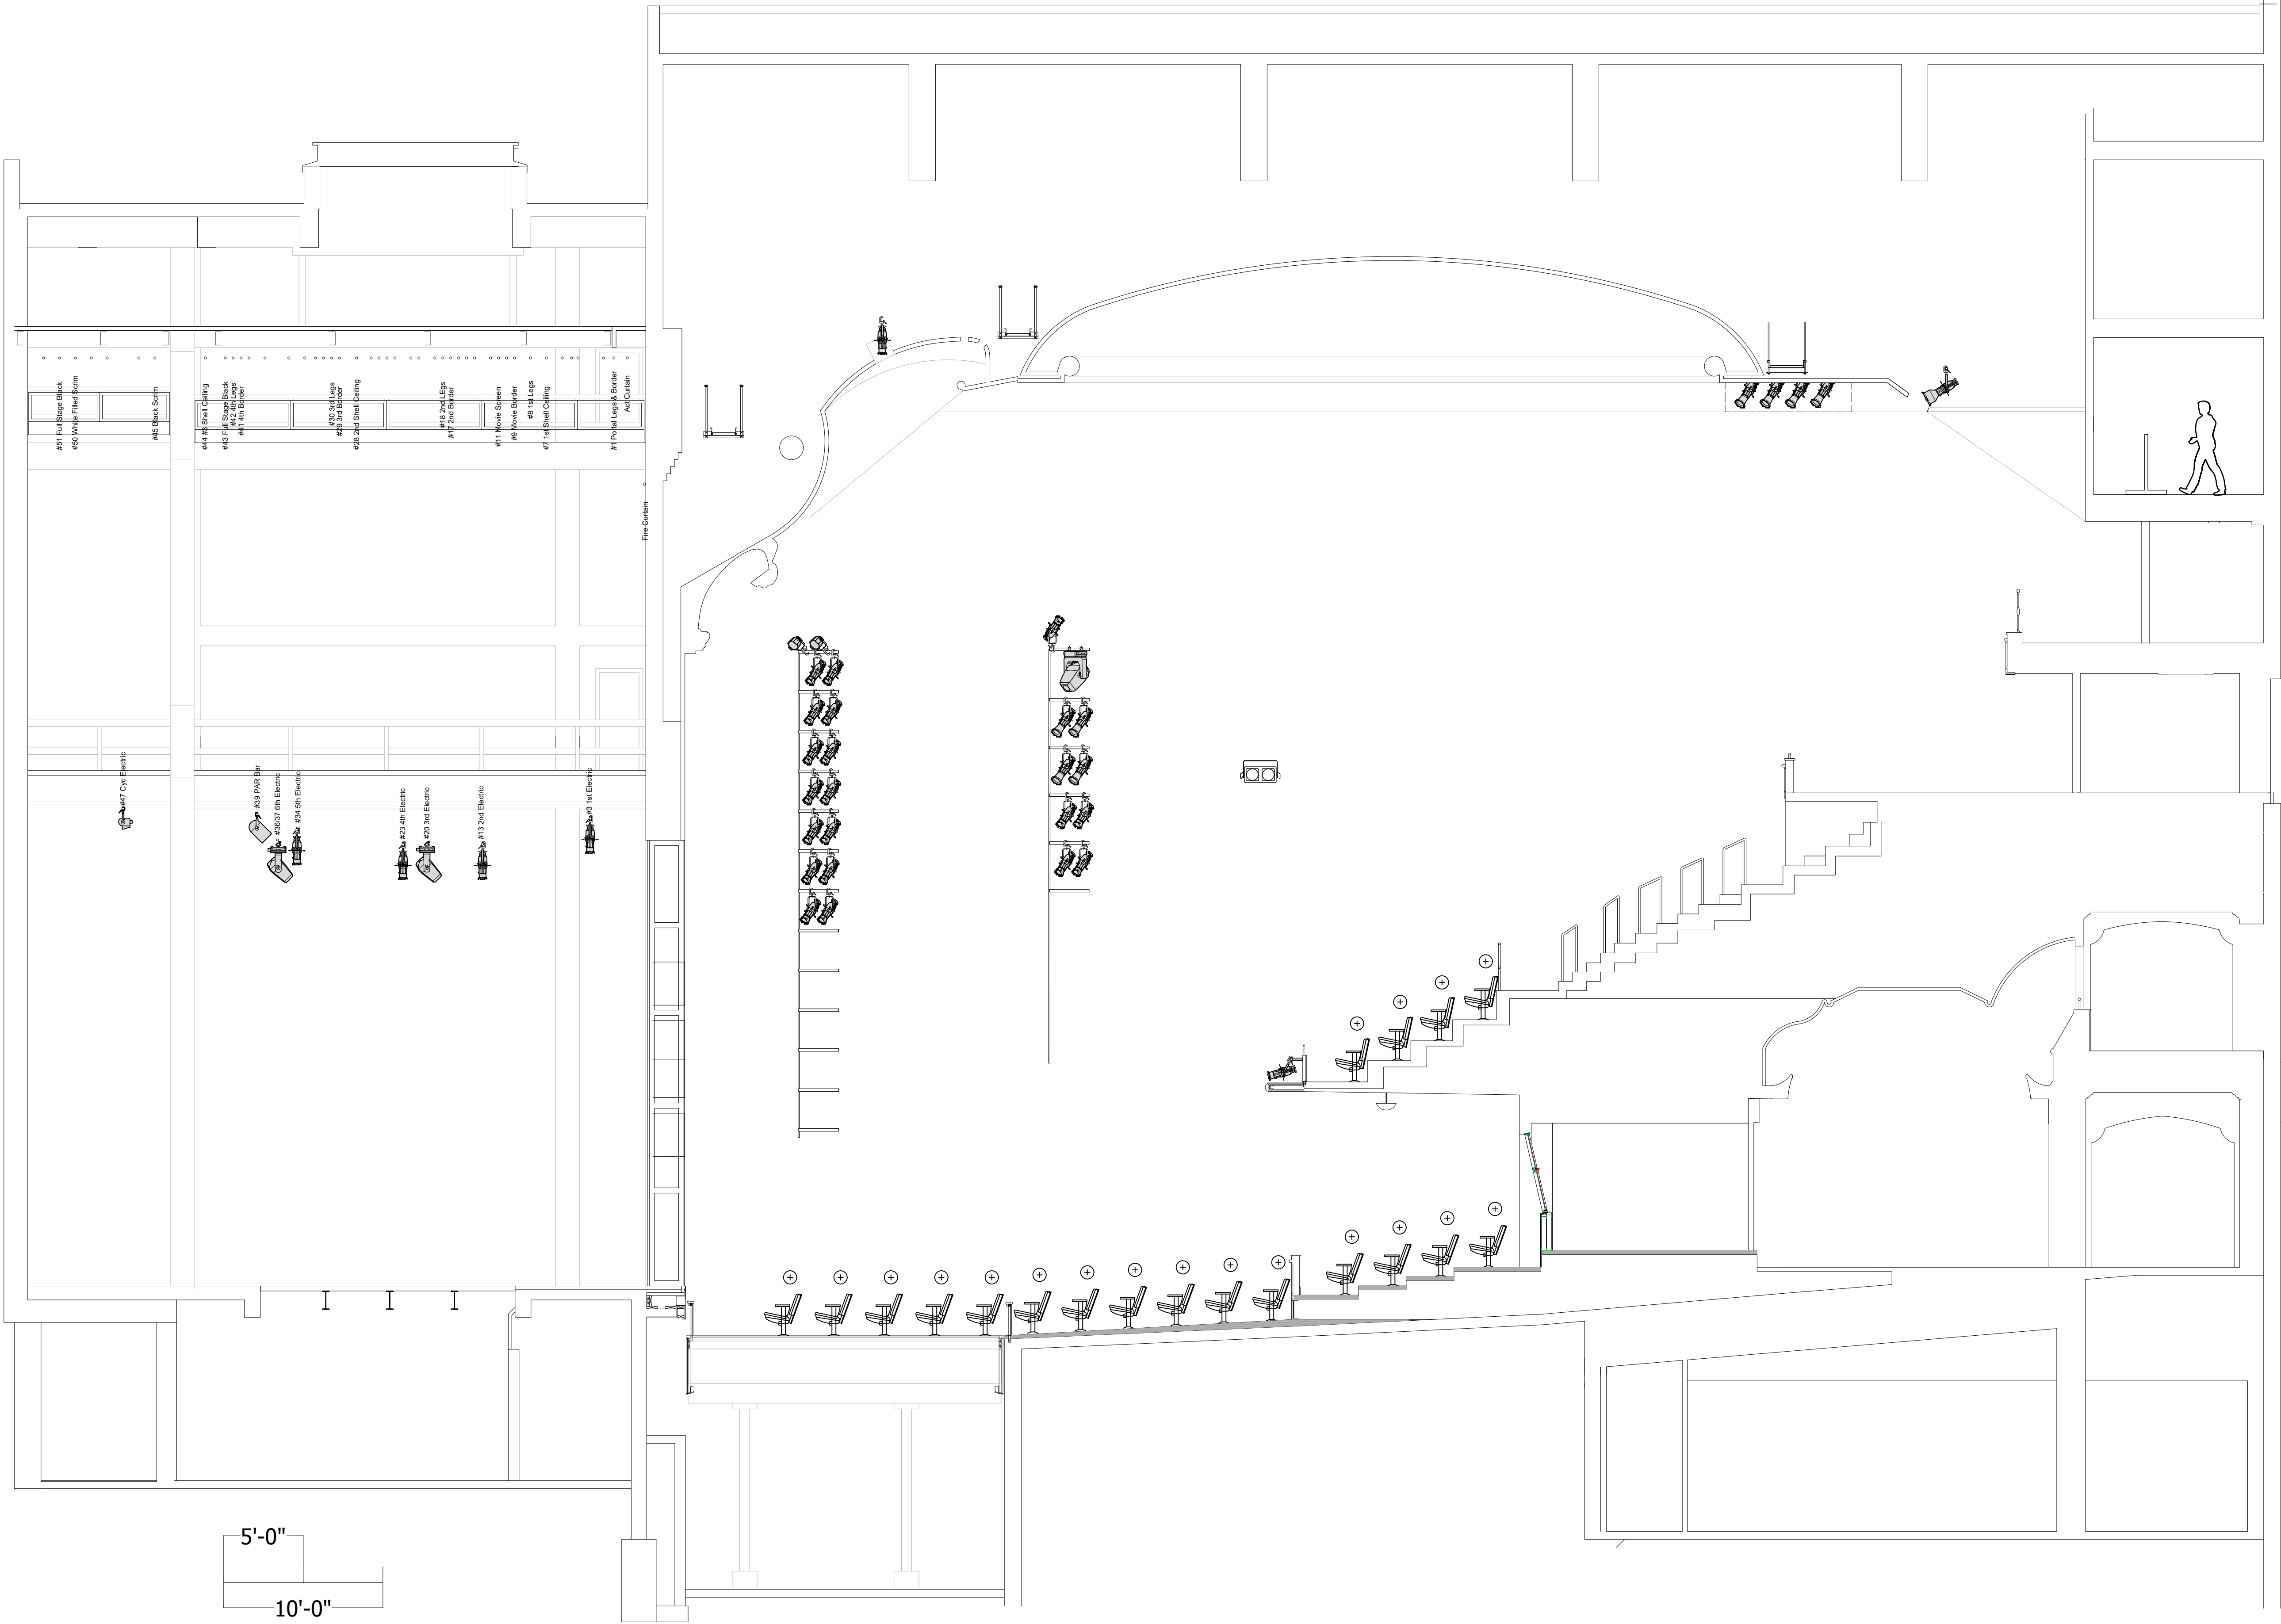 #51 Full Stage Black
#50 White Filled Scrim
#45 Black Scrim
#44 #3 Shell Ceiling
#43 Full Stage Black
#42 4th Legs
#41 4th Border
#30 3rd Legs
#29 3rd Border
#28 2nd Shell Ceiling
#18 2nd LEgs
#17 2nd Border
#11 Movie Screen
#9 Movie Border
#8 1st Legs
#7 1st Shell Ceiling
#1 Portal Legs & Border
Act Curtain
Fire Curtain
#47 Cyc Electric
#39 PAR Bar
#36/37 6th Electric
#34 5th Electric
#23 4th Electric
#20 3rd Electric
#13 2nd Electric
#3 1st Electric
5'-0"
10'-0"